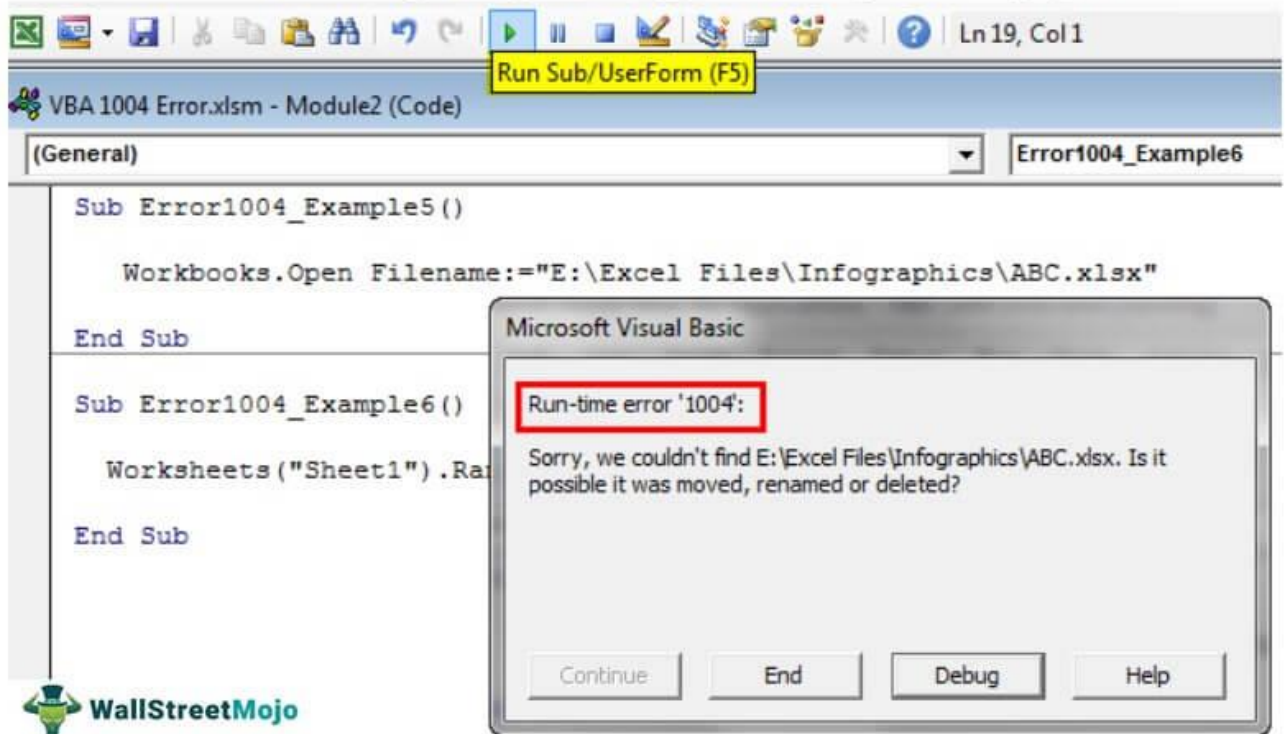 Ln 19, Col 1
Run Sub/UserForm (F5)
VBA 1004 Error.xlsm - Module2 (Code)
(General)
Error1004_Example6
Sub Error1004_Example5()
Workbooks.Open Filename:="E:\Excel Files\Infographics\ABC.xlsx"
End Sub
Sub Error1004_Example6()
Worksheets("Sheet1").Ra
End Sub
Microsoft Visual Basic
Run-time error '1004':
Sorry, we couldn't find E:\Excel Files\Infographics\ABC.xlsx. Is it
possible it was moved, renamed or deleted?
Continue End Debug Help
WallStreetMojo